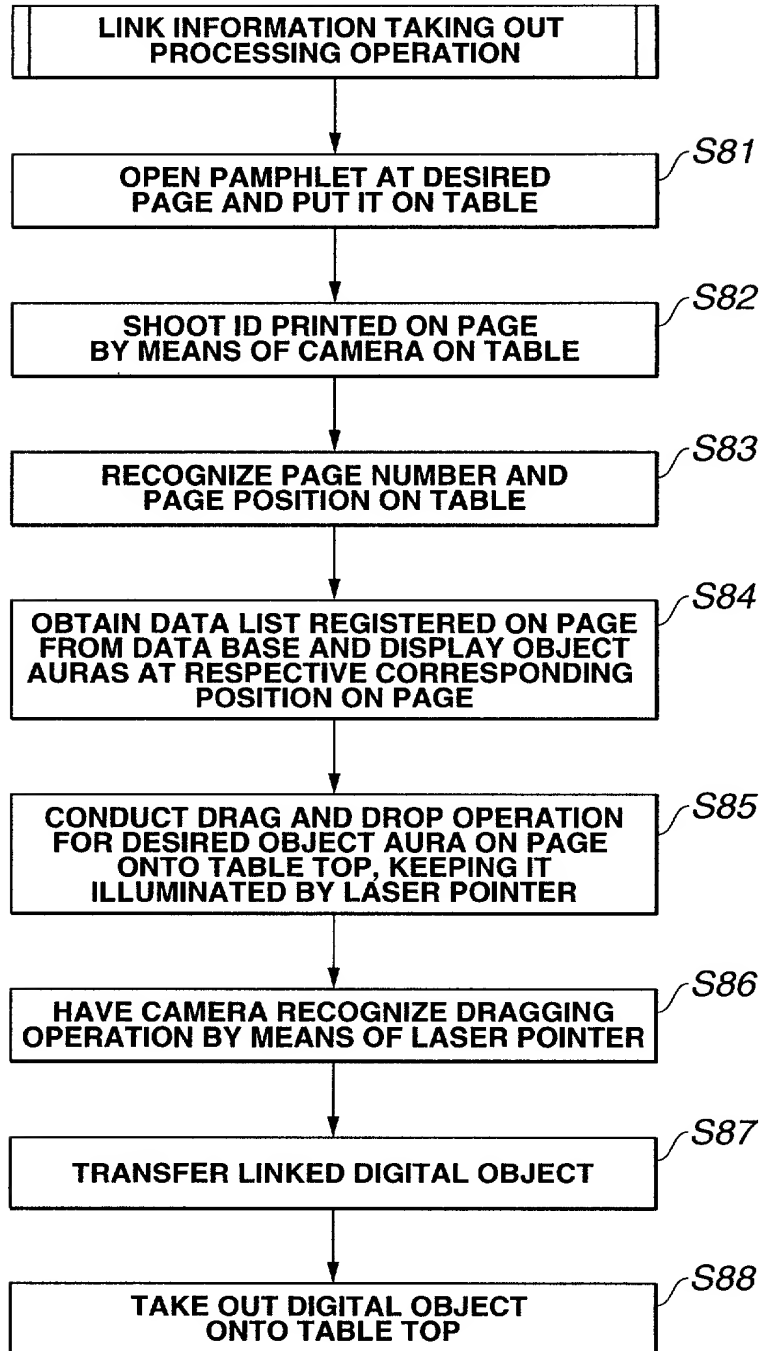 LINK INFORMATION TAKING OUT
PROCESSING OPERATION
S81
OPEN PAMPHLET AT DESIRED
PAGE AND PUT IT ON TABLE
S82
SHOOT ID PRINTED ON PAGE
BY MEANS OF CAMERA ON TABLE
S83
RECOGNIZE PAGE NUMBER AND
PAGE POSITION ON TABLE
S84
OBTAIN DATA LIST REGISTERED ON PAGE
FROM DATA BASE AND DISPLAY OBJECT
AURAS AT RESPECTIVE CORRESPONDING
POSITION ON PAGE
S85
CONDUCT DRAG AND DROP OPERATION
FOR DESIRED OBJECT AURA ON PAGE
ONTO TABLE TOP, KEEPING IT
ILLUMINATED BY LASER POINTER
S86
HAVE CAMERA RECOGNIZE DRAGGING
OPERATION BY MEANS OF LASER POINTER
S87
TRANSFER LINKED DIGITAL OBJECT
S88
TAKE OUT DIGITAL OBJECT
ONTO TABLE TOP